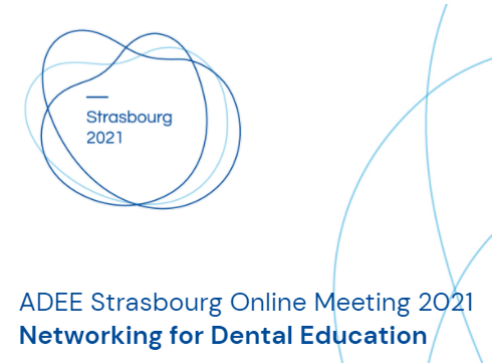 Strasbourg
2021
ADEE Strasbourg Online Meeting 2021
Networking for Dental Education